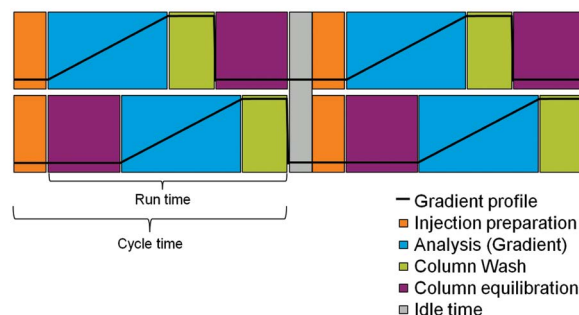 Run time
Cycle time
Gradient profile
Injection preparation
Analysis (Gradient)
Column Wash
Column equilibration
Idle time